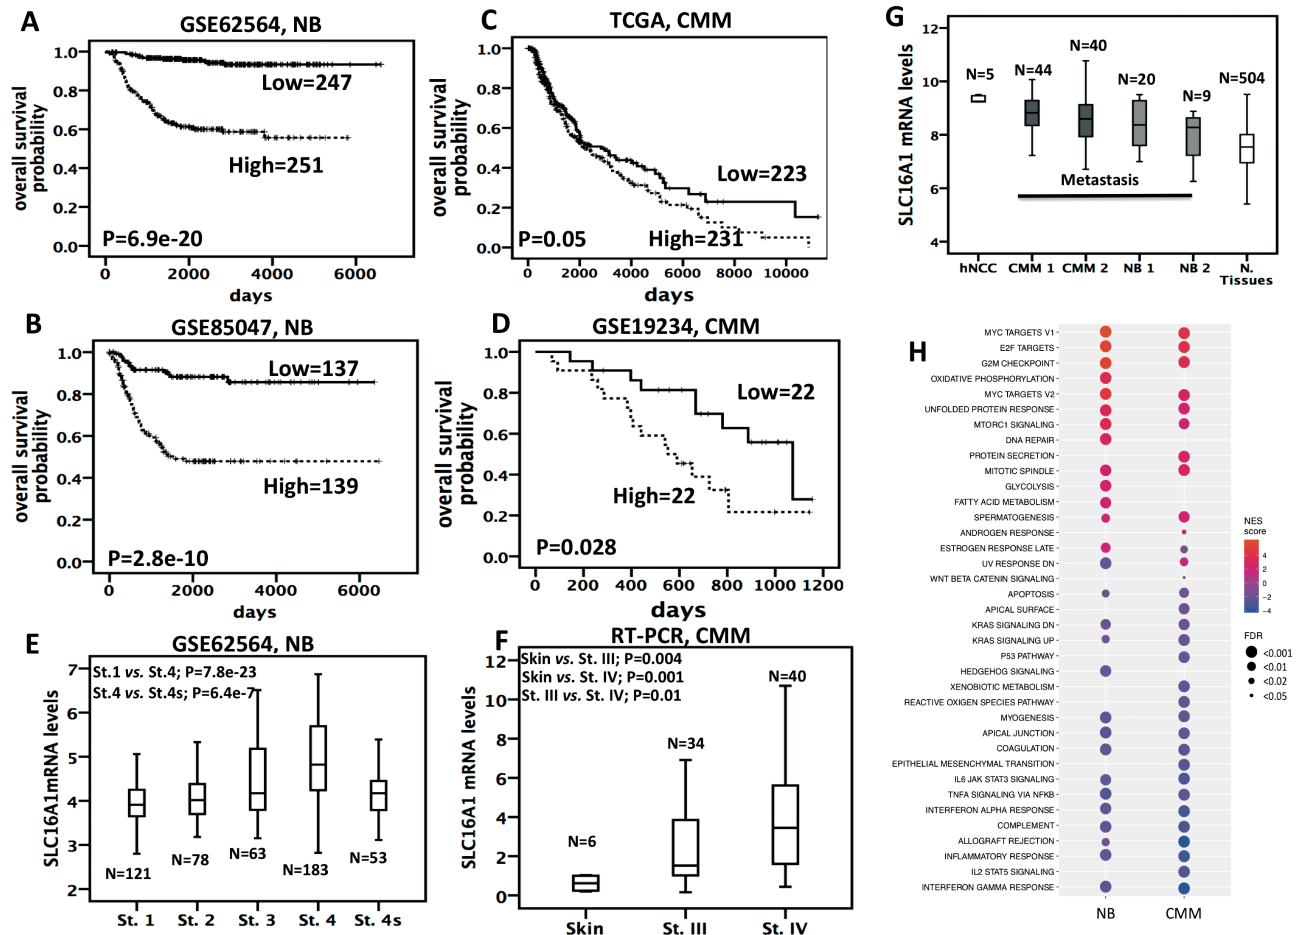 A
GSE62564, NB
1.0
0.8
0.6
0.4
0.2
0.0
overall survival
probability
Low=247
High=251
P=6.9e-20
0
2000
4000
6000
days
B
GSE85047, NB
1.0
0.8
0.6
0.4
0.2
0.0
overall survival
probability
Low=137
High=139
P=2.8e-10
0
2000
4000
6000
days
C
TCGA, CMM
1.0
0.8
0.6
0.4
0.2
0.0
overall survival
probability
Low=223
High=231
P=0.05
0
2000
4000
6000
8000
10000
days
D
GSE19234, CMM
1.0
0.8
0.6
0.4
0.2
0.0
overall survival
probability
Low=22
High=22
P=0.028
0
200
400
600
800
1000
1200
days
E
GSE62564, NB
St.1 vs St.4; P=7.8e-23
St.4 vs St.4s; P=6.4e-7
SLC16A1mRNA levels
7
6
5
4
3
2
N=121
N=78
N=63
N=183
N=53
St. 1
St. 2
St. 3
St. 4
St. 4s
F
RT-PCR, CMM
Skin vs. St. III; P=0.004
Skin vs. St. IV; P=0.001
St. III vs. St. IV; P=0.01
SLC16A1 mRNA levels
12
10
8
6
4
2
0
N=6
N=34
N=40
Skin
St. III
St. IV
G
SLC16A1 mRNA levels
12
10
8
6
4
N=5
N=44
N=40
N=20
N=9
N=504
Metastasis
hNCC
CMM 1
CMM 2
NB 1
NB 2
N.
Tissues
H
MYC TARGETS V1
E2F TARGETS
G2M CHECKPOINT
OXIDATIVE PHOSPHORYLATION
MYC TARGETS V2
UNFOLDED PROTEIN RESPONSE
MTORC1 SIGNALING
DNA REPAIR
PROTEIN SECRETION
MITOTIC SPINDLE
GLYCOLYSIS
FATTY ACID METABOLISM
SPERMATOGENESIS
ANDROGEN RESPONSE
ESTROGEN RESPONSE LATE
UV RESPONSE DN
WNT BETA CATENIN SIGNALING
APOPTOSIS
APICAL SURFACE
KRAS SIGNALING DN
KRAS SIGNALING UP
P53 PATHWAY
HEDGEHOG SIGNALING
XENOBIOTIC METABOLISM
REACTIVE OXIGEN SPECIES PATHWAY
MYOGENESIS
APICAL JUNCTION
COAGULATION
EPITHELIAL MESENCHYMAL TRANSITION
IL6 JAK STAT3 SIGNALING
TNFA SIGNALING VIA NFKB
INTERFERON ALPHA RESPONSE
COMPLEMENT
ALLOGRAFT REJECTION
INFLAMMATORY RESPONSE
IL2 STAT5 SIGNALING
INTERFERON GAMMA RESPONSE
NB
CMM
NES
score
4
2
0
−2
−4
FDR
<0.001
<0.01
<0.02
<0.05